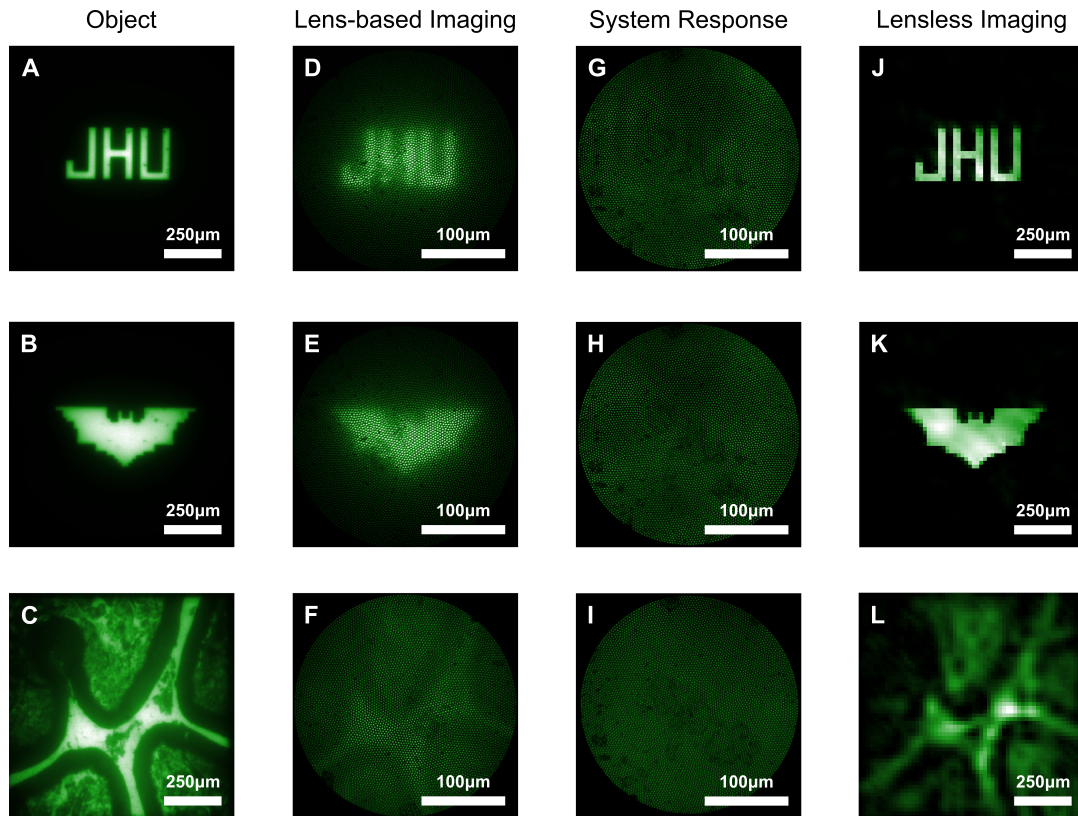 Object Lens-based Imaging System Response Lensless Imaging
A D G J
JHU JHU JHU
250μm 100μm 100μm 250μm
B E H K
250μm 100μm 100μm 250μm
C F I L
250μm 100μm 100μm 250μm